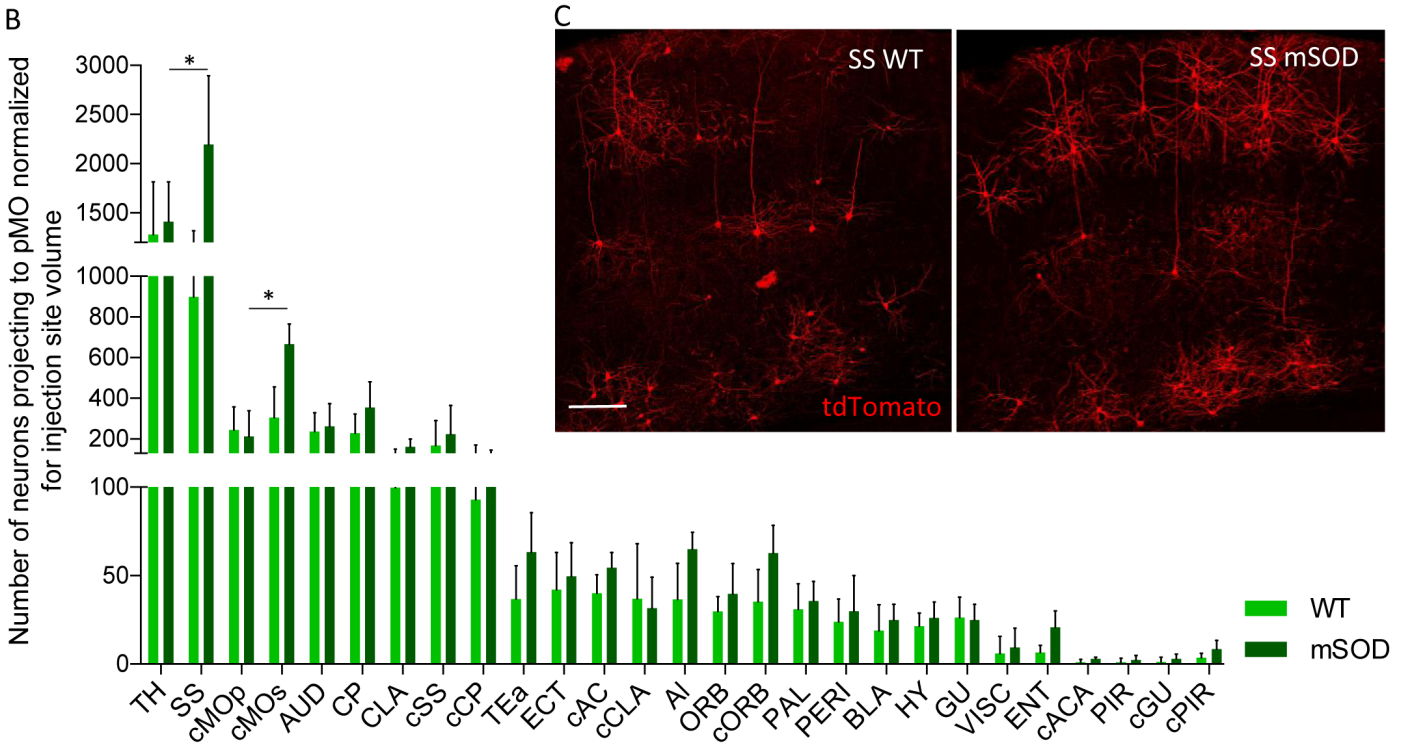 B
C
Number of neurons projecting to pMO normalized
for injection site volume
3000
2500
2000
1500
1000
800
600
400
200
100
50
0
*
*
SS WT
SS mSOD
tdTomato
WT
mSOD
TH
SS
cMOp
cMOs
AUD
CP
CLA
cSS
cCP
TEa
ECT
cAC
cCLA
AI
ORB
cORB
PAL
PERI
BLA
HY
GU
VISC
ENT
cACA
PIR
cGU
cPIR